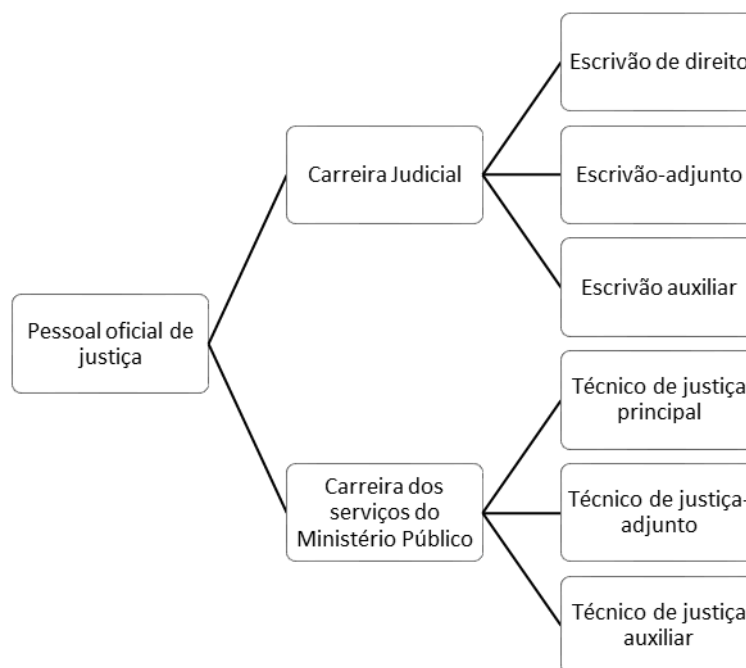 Pessoal oficial de
justiça
Carreira Judicial
Escrivão de direito
Escrivão-adjunto
Escrivão auxiliar
Carreira dos
serviços do
Ministério Público
Técnico de justiça
principal
Técnico de justiça-
adjunto
Técnico de justiça
auxiliar